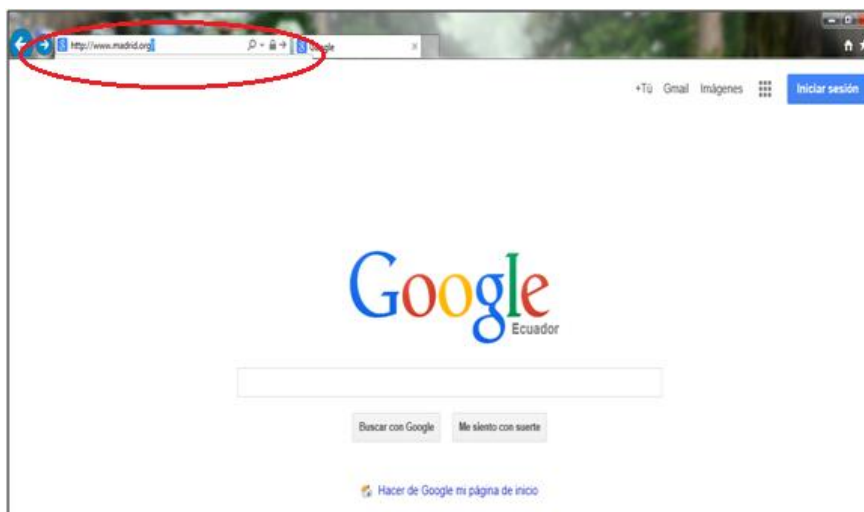 http://www.madrid.org
Google
+Tú Gmail Imágenes
Iniciar sesión
Google
Ecuador
Buscar con Google
Me siento con suerte
Hacer de Google mi página de inicio